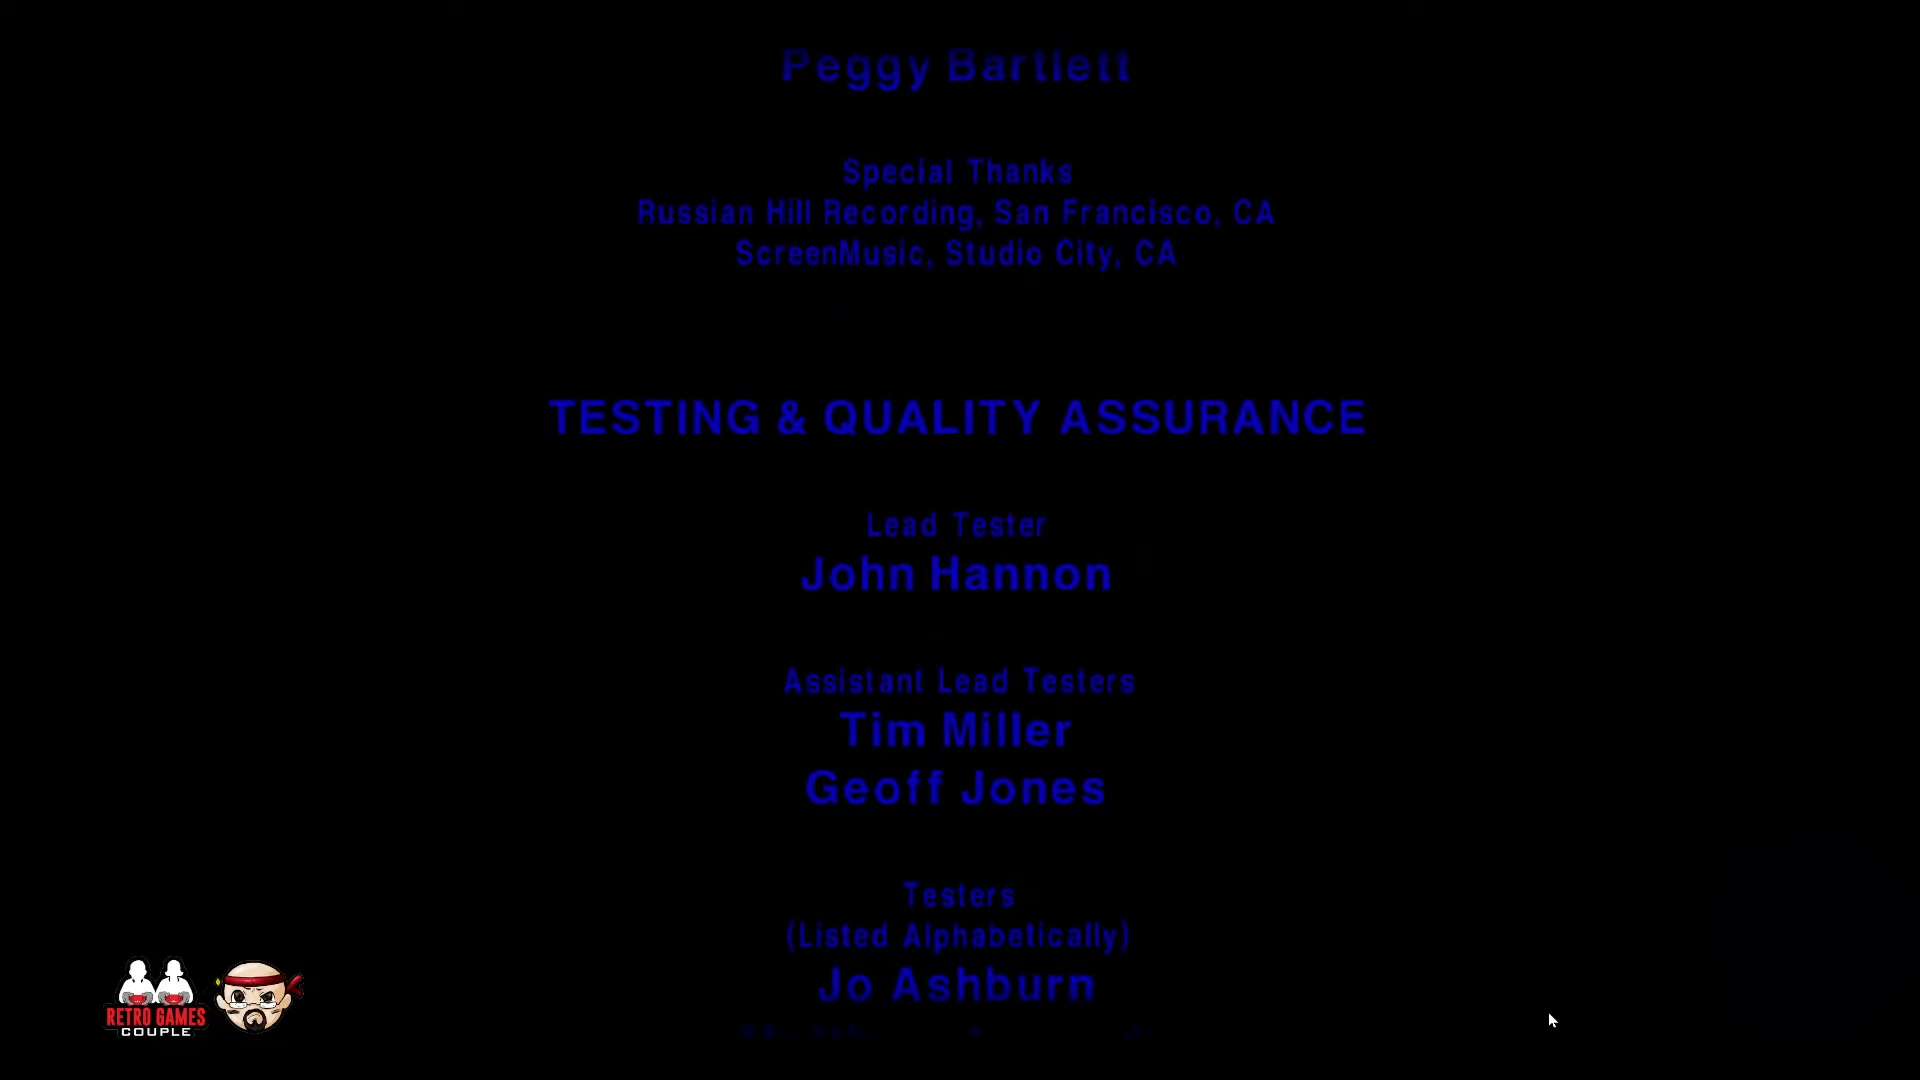 Peggy Bartlett
Special Thanks
Russian Hill Recording, San Francisco, CA
ScreenMusic, Studio City, CA
TESTING & QUALITY ASSURANCE
Lead Tester
John Hannon
Assistant Lead Testers
Tim Miller
Geoff Jones
Testers
(Listed Alphabetically)
Jo Ashburn
RETRO GAMES
COUPLE